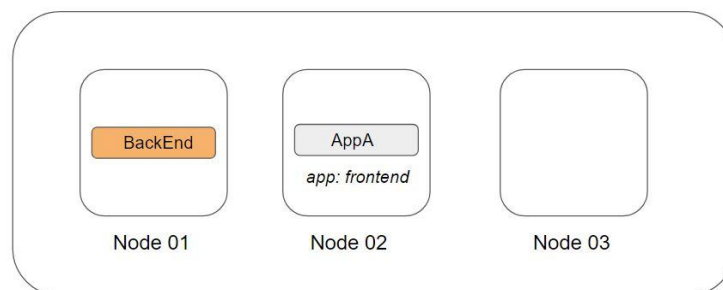 BackEnd
AppA
app: frontend
Node 01
Node 02
Node 03